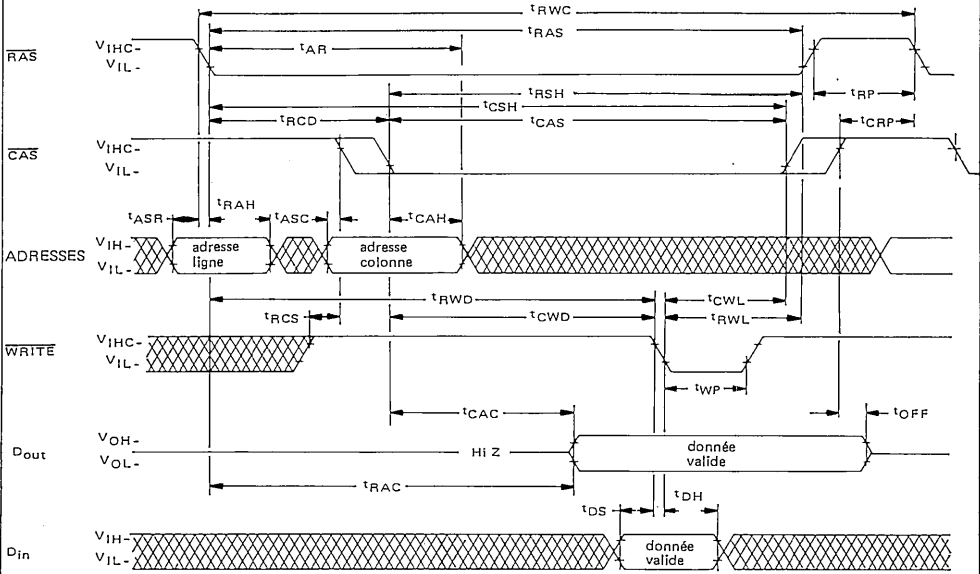 tRWC
tRAS
tAR
RAS
VIHC-
VIL-
tRSH
tRP
tCSH
tRCD
tCAS
tCRP
CAS
VIHC-
VIL-
tASR
tRAH
tASC
tCAH
ADRESSES
VIH-
VIL-
adresse
ligne
adresse
colonne
tRWD
tCWL
tRCS
tCWD
tRWL
WRITE
VIHC-
VIL-
tWP
tCAC
tOFF
Dout
VOH-
VOL-
Hi Z
donnée
valide
tRAC
tDS
tDH
Din
VIH-
VIL-
donnée
valide